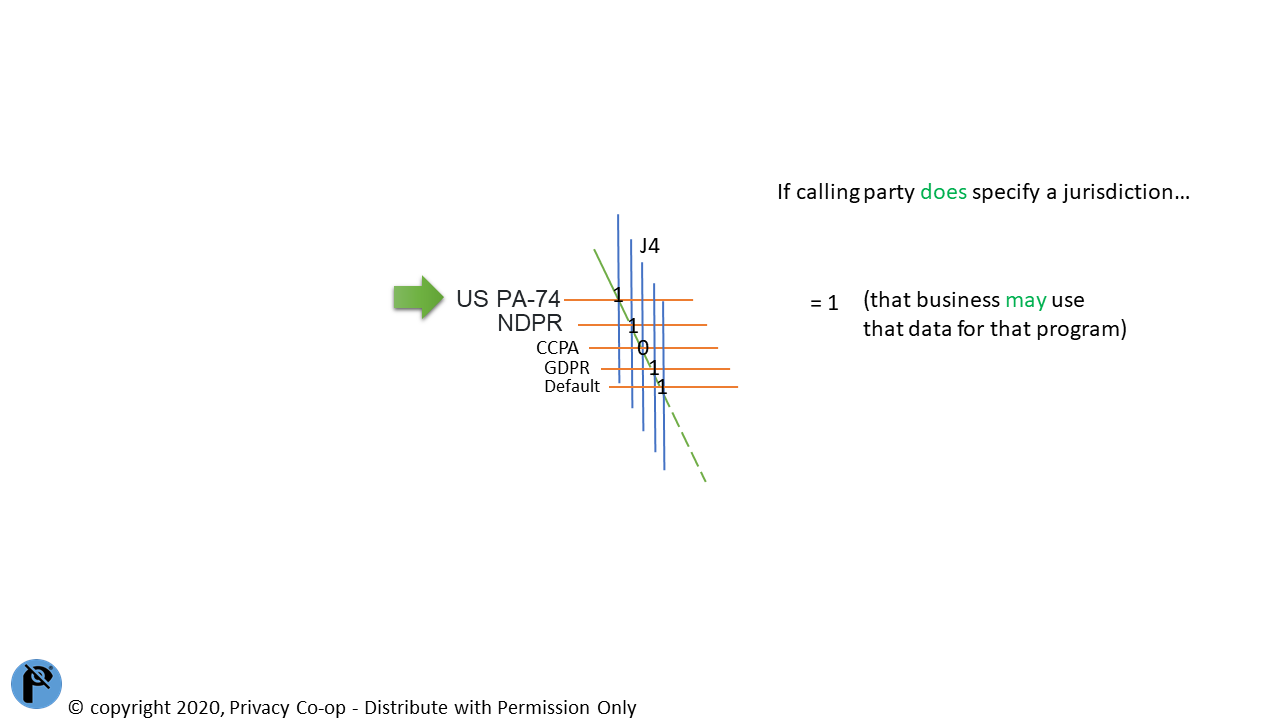 If calling party does specify a jurisdiction…
J4
US PA-74 1
NDPR 1
CCPA 0
GDPR 1
Default 1
= 1 (that business may use
that data for that program)
© copyright 2020, Privacy Co-op - Distribute with Permission Only